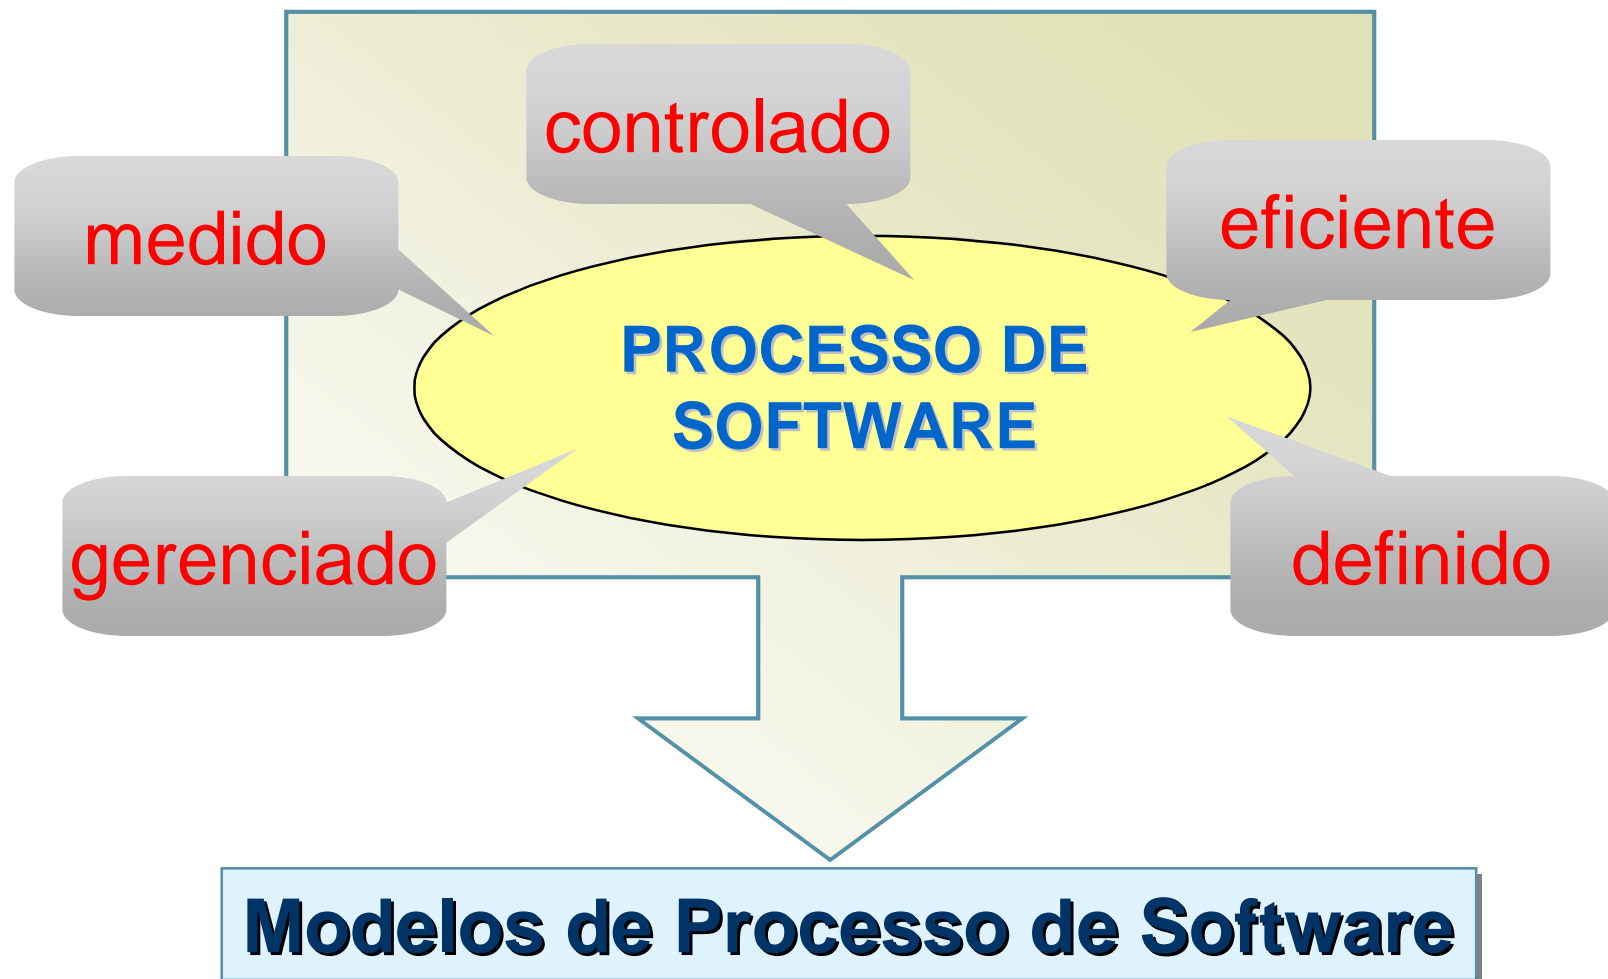 controlado
medido
eficiente
PROCESSO DE
SOFTWARE
gerenciado
definido
Modelos de Processo de Software